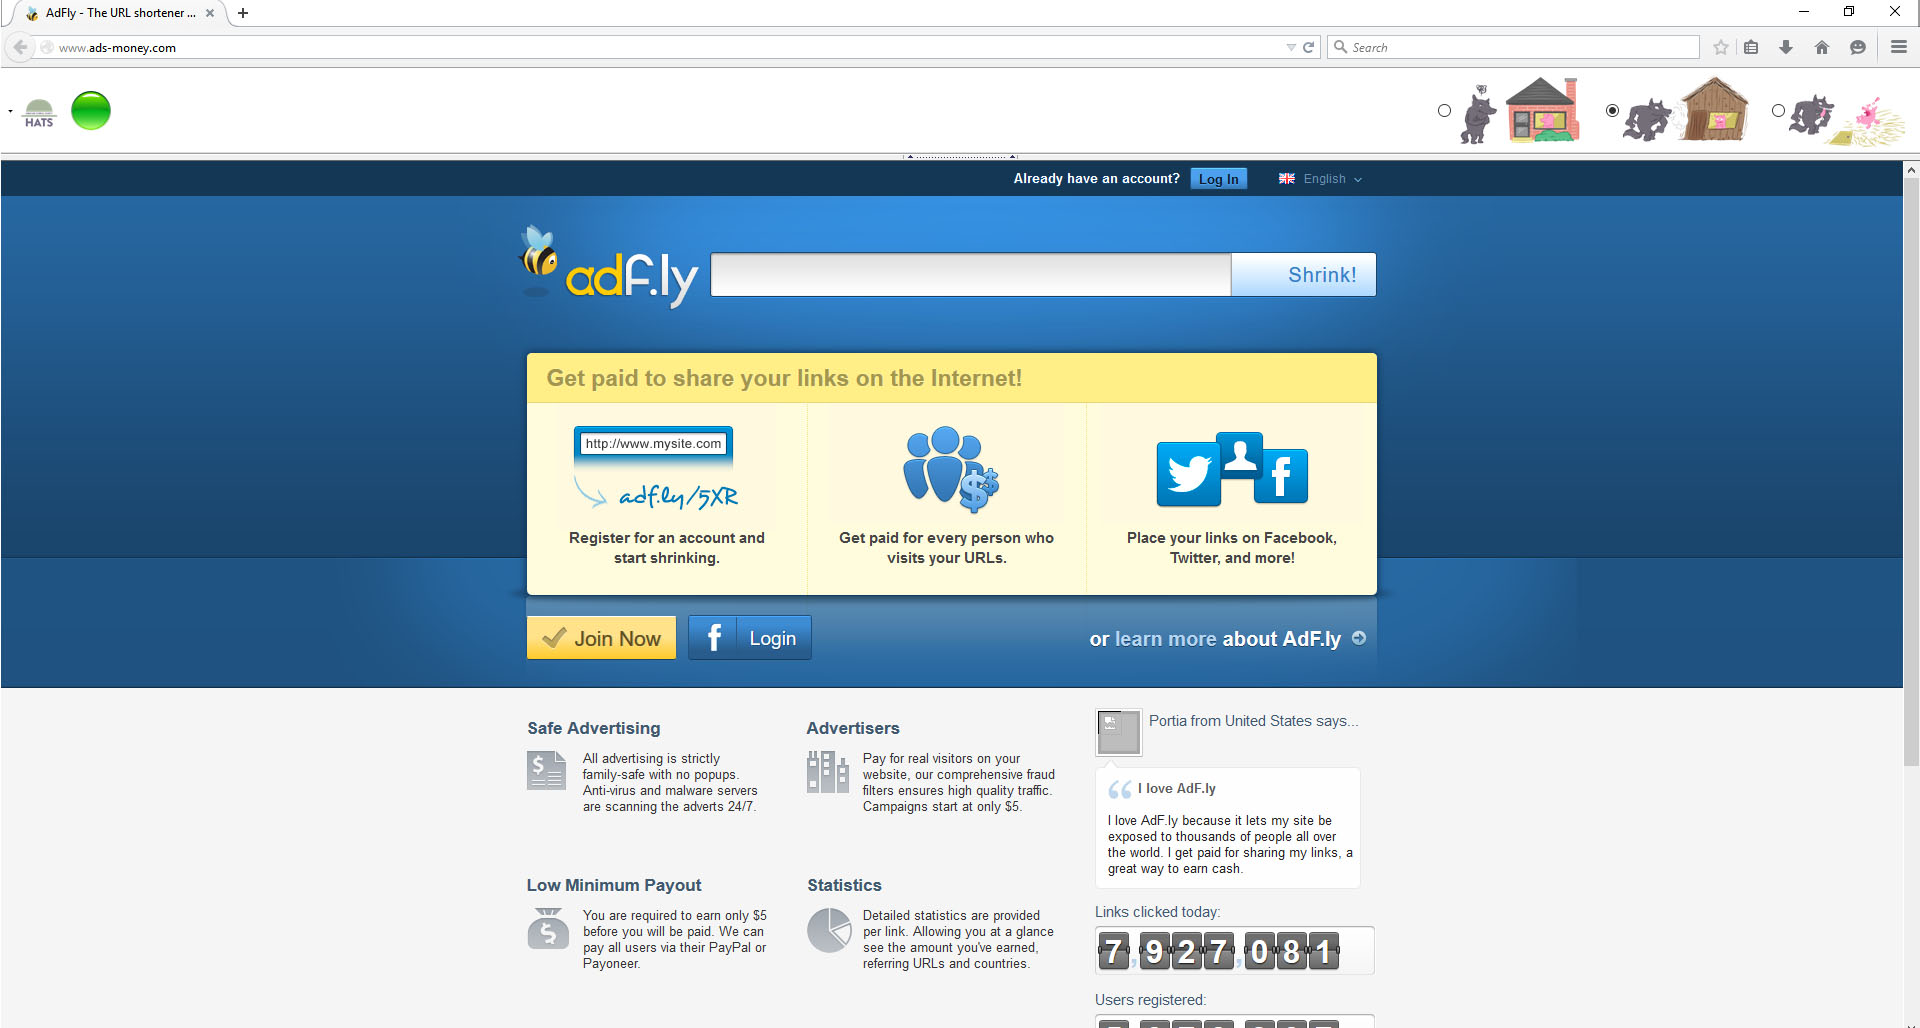 AdFly - The URL shortener ...
www.ads-money.com
Search
HATS
Already have an account?
Log In
English
adf.ly
Shrink!
Get paid to share your links on the Internet!
http://www.mysite.com
adf.ly/5XR
Register for an account and
start shrinking.
Get paid for every person who
visits your URLs.
Place your links on Facebook,
Twitter, and more!
Join Now
Login
or learn more about AdF.ly
Safe Advertising
All advertising is strictly
family-safe with no popups.
Anti-virus and malware servers
are scanning the adverts 24/7.
Advertisers
Pay for real visitors on your
website, our comprehensive fraud
filters ensures high quality traffic.
Campaigns start at only $5.
Portia from United States says...
I love AdF.ly
I love AdF.ly because it lets my site be
exposed to thousands of people all over
the world. I get paid for sharing my links, a
great way to earn cash.
Low Minimum Payout
You are required to earn only $5
before you will be paid. We can
pay all users via their PayPal or
Payoneer.
Statistics
Detailed statistics are provided
per link. Allowing you at a glance
see the amount you've earned,
referring URLs and countries.
Links clicked today:
7,927,081
Users registered: